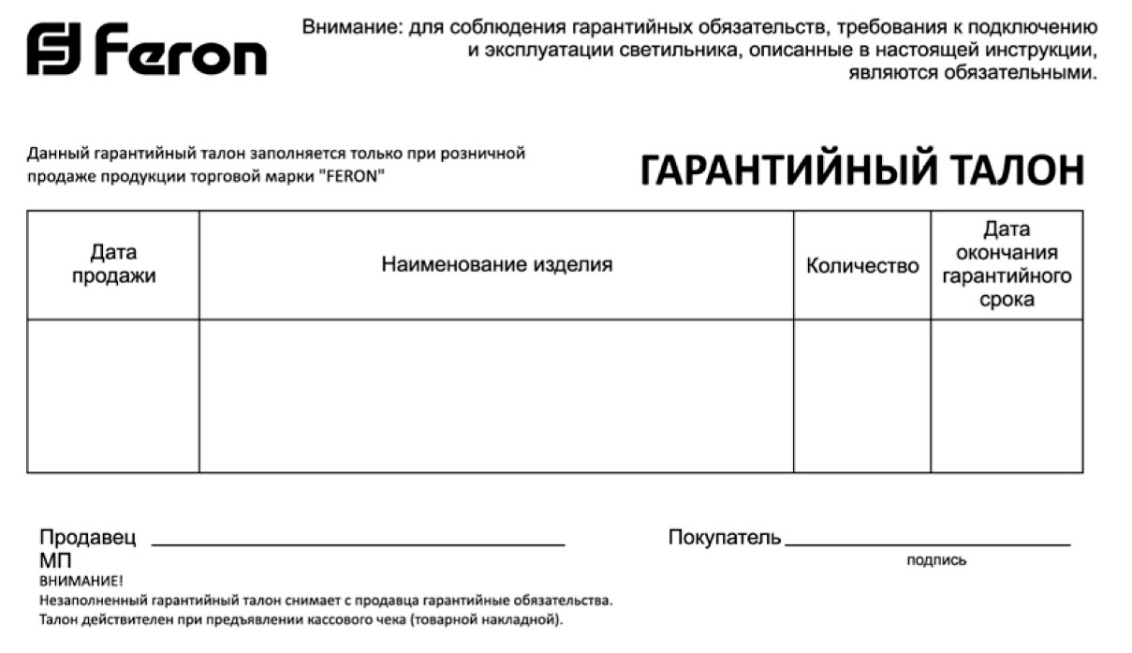 Feron
Внимание: для соблюдения гарантийных обязательств, требования к подключению
и эксплуатации светильника, описанные в настоящей инструкции,
являются обязательными.
Данный гарантийный талон заполняется только при розничной
продаже продукции торговой марки "FERON"
ГАРАНТИЙНЫЙ ТАЛОН
Дата
продажи
Наименование изделия
Количество
Дата
окончания
гарантийного
срока
Продавец
МП
Покупатель
подпись
ВНИМАНИЕ!
Незаполненный гарантийный талон снимает с продавца гарантийные обязательства.
Талон действителен при предъявлении кассового чека (товарной накладной).